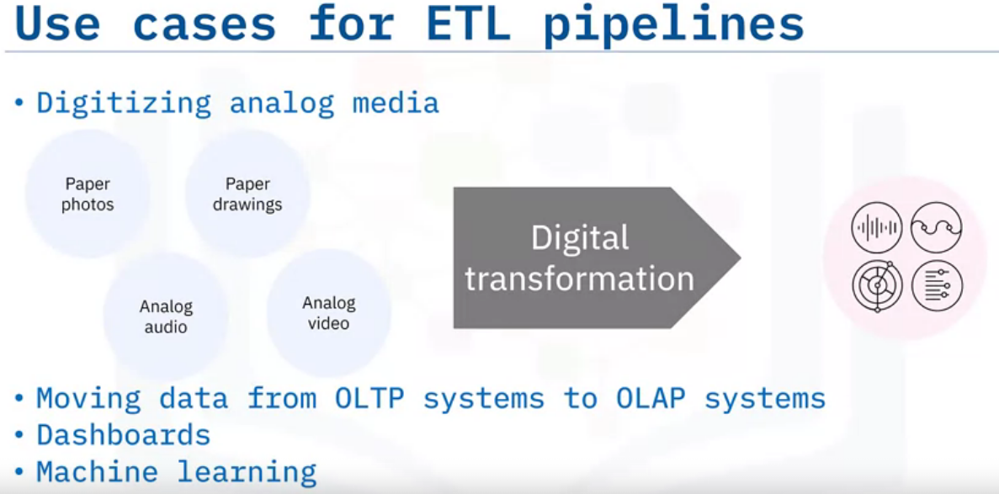 Use cases for ETL pipelines
• Digitizing analog media
Paper
photos
Paper
drawings
Analog
audio
Analog
video
Digital
transformation
• Moving data from OLTP systems to OLAP systems
• Dashboards
• Machine learning